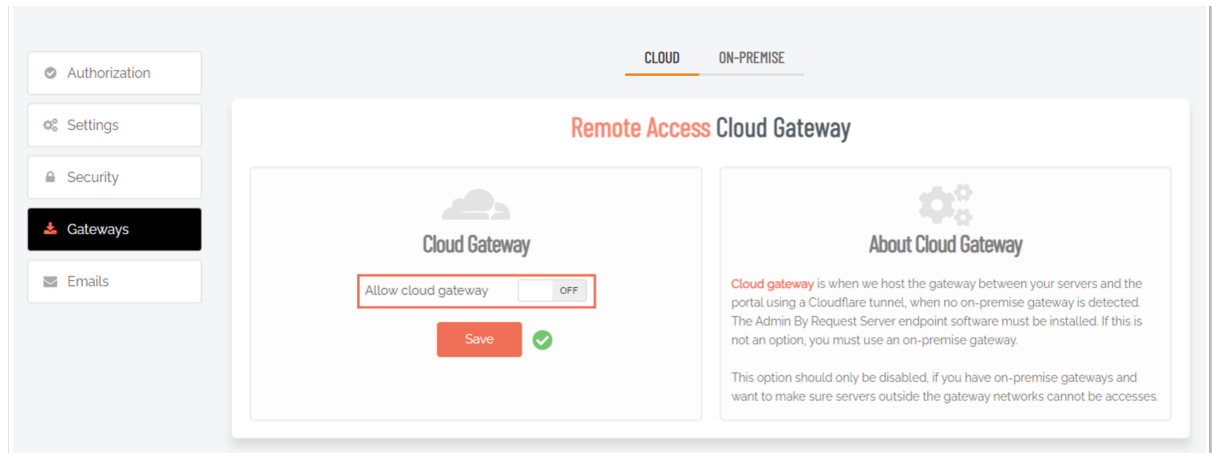 CLOUD ON-PREMISE
Authorization
Settings
Security
Gateways
Emails
Remote Access Cloud Gateway
Cloud Gateway
Allow cloud gateway OFF
Save
About Cloud Gateway
Cloud gateway is when we host the gateway between your servers and the
portal using a Cloudflare tunnel, when no on-premise gateway is detected.
The Admin By Request Server endpoint software must be installed. If this is
not an option, you must use an on-premise gateway.
This option should only be disabled, if you have on-premise gateways and
want to make sure servers outside the gateway networks cannot be accesses.